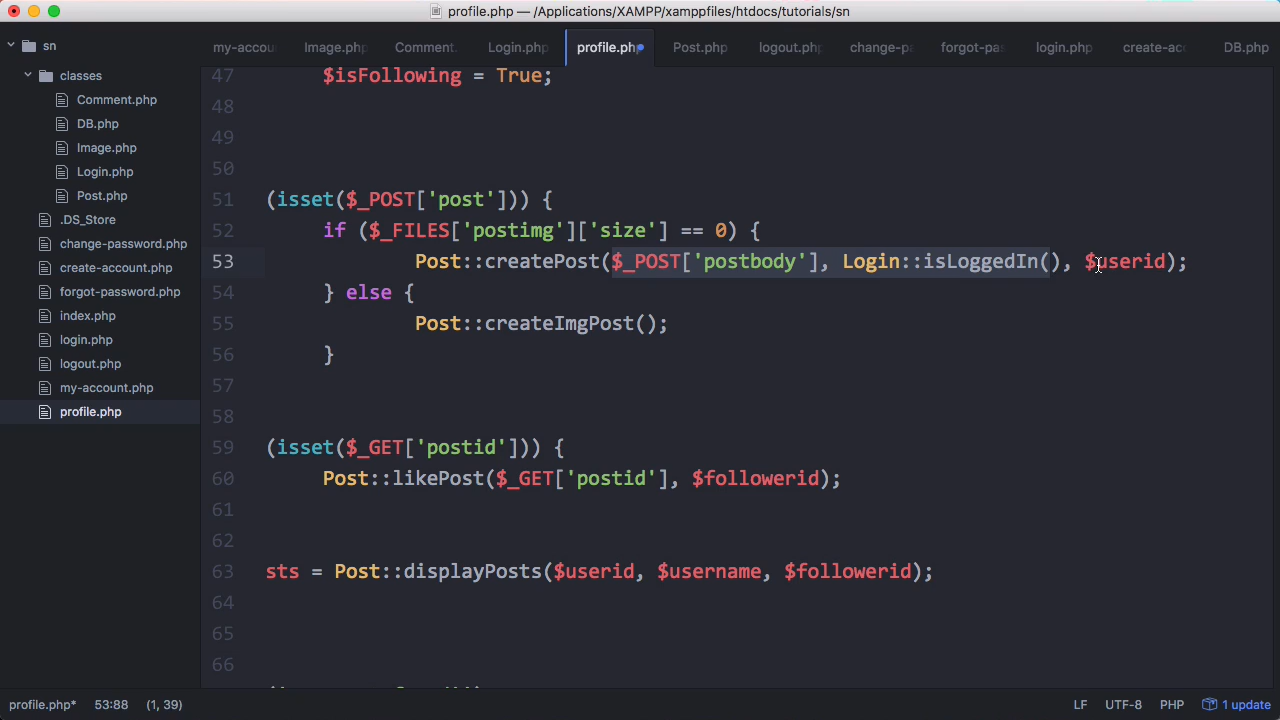 profile.php — /Applications/XAMPP/xamppfiles/htdocs/tutorials/sn
sn
classes
Comment.php
DB.php
Image.php
Login.php
Post.php
.DS_Store
change-password.php
create-account.php
forgot-password.php
index.php
login.php
logout.php
my-account.php
profile.php
my-accou Image.php Comment. Login.php profile.php Post.php logout.php change-pa forgot-pas login.php create-acc DB.php
47 $isFollowing = True;
48
49
50
51 (isset($_POST['post'])) {
52 if ($_FILES['postimg']['size'] == 0) {
53 Post::createPost($_POST['postbody'], Login::isLoggedIn(), $userid);
54 } else {
55 Post::createImgPost();
56 }
57
58
59 (isset($_GET['postid'])) {
60 Post::likePost($_GET['postid'], $followerid);
61
62
63 sts = Post::displayPosts($userid, $username, $followerid);
64
65
66
profile.php* 53:88 (1, 39) LF UTF-8 PHP 1 update